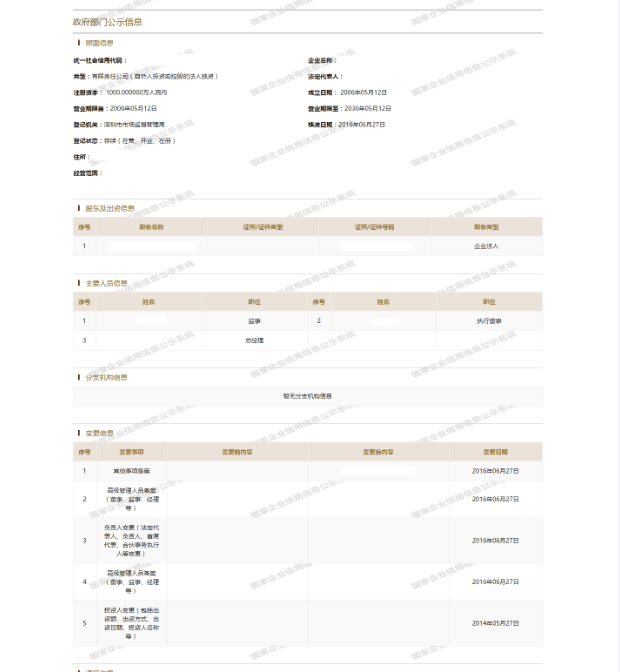 政府部门公示信息
照面信息
统一社会信用代码：
企业名称：
类型：有限责任公司（自然人投资或控股的法人独资）
法定代表人：
注册资本： 1000.000000万人民币
成立日期： 2006年05月12日
营业期限自：2006年05月12日
营业期限至：2036年05月12日
登记机关：深圳市市场监督管理局
核准日期：2016年06月27日
登记状态：存续（在营、开业、在册）
住所：
经营范围：
股东及出资信息
序号 股东名称 证照/证件类型 证照/证件号码 股东类型
1 企业法人
主要人员信息
序号 姓名 职位 序号 姓名 职位
1 监事 2 执行董事
3 总经理
分支机构信息
暂无分支机构信息
变更信息
序号 变更事项 变更前内容 变更后内容 变更日期
1 其他事项备案 2016年06月27日
高级管理人员备案
2 （董事、监事、经理 2016年06月27日
等）
负责人变更（法定代
表人、负责人、首席
3 代表、合伙事务执行 2016年06月27日
人等变更）
高级管理人员备案
4 （董事、监事、经理 2016年06月27日
等）
投资人变更（包括出
资额、出资方式、出
5 资日期、投资人名称 2014年05月27日
等）
国家企业信用信息公示系统